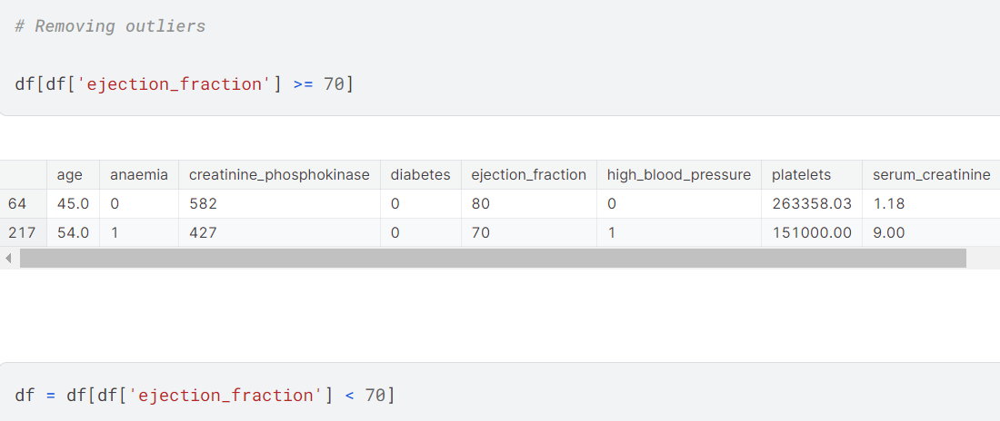 # Removing outliers
df[df['ejection_fraction'] >= 70]
age anaemia creatinine_phosphokinase diabetes ejection_fraction high_blood_pressure platelets serum_creatinine
64 45.0 0 582 0 80 0 263358.03 1.18
217 54.0 1 427 0 70 1 151000.00 9.00
df = df[df['ejection_fraction'] < 70]